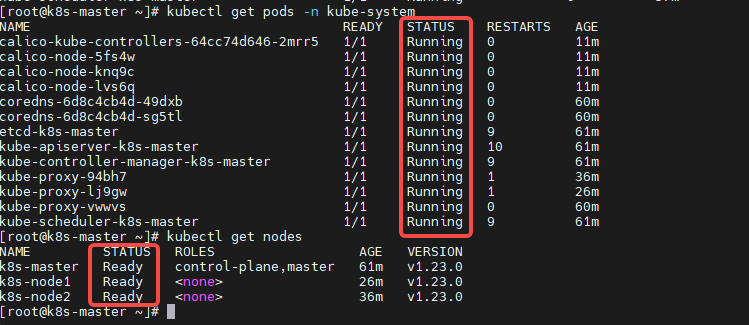 [root@k8s-master ~]# kubectl get pods -n kube-system
NAME READY STATUS RESTARTS AGE
calico-kube-controllers-64cc74d646-2mrr5 1/1 Running 0 11m
calico-node-5fs4w 1/1 Running 0 11m
calico-node-knq9c 1/1 Running 0 11m
calico-node-lvs6q 1/1 Running 0 11m
coredns-6d8c4cb4d-49dxb 1/1 Running 0 60m
coredns-6d8c4cb4d-sg5tl 1/1 Running 0 60m
etcd-k8s-master 1/1 Running 9 61m
kube-apiserver-k8s-master 1/1 Running 10 61m
kube-controller-manager-k8s-master 1/1 Running 9 61m
kube-proxy-94bh7 1/1 Running 1 36m
kube-proxy-lj9gw 1/1 Running 1 26m
kube-proxy-vwwvs 1/1 Running 0 60m
kube-scheduler-k8s-master 1/1 Running 9 61m
[root@k8s-master ~]# kubectl get nodes
NAME STATUS ROLES AGE VERSION
k8s-master Ready control-plane,master 61m v1.23.0
k8s-node1 Ready <none> 26m v1.23.0
k8s-node2 Ready <none> 36m v1.23.0
[root@k8s-master ~]#